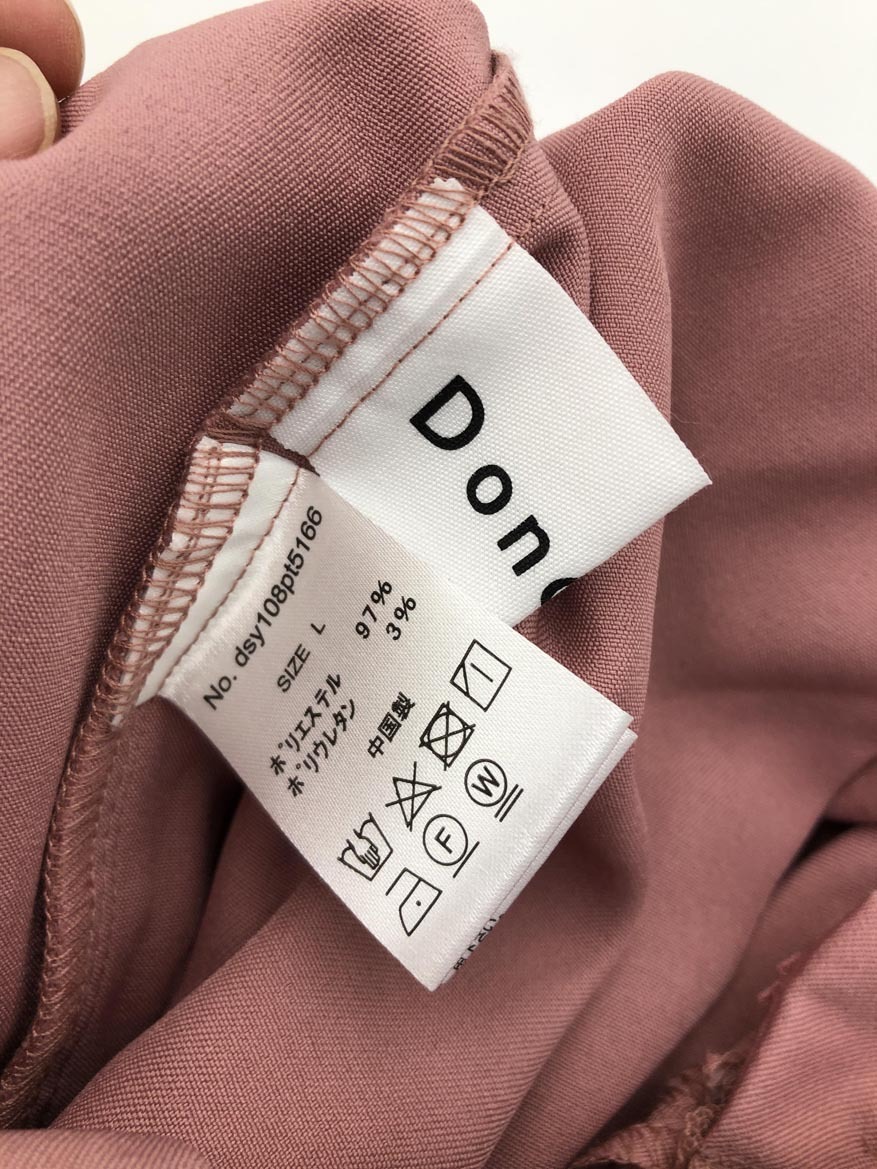 Don
No. dsy108pt5166
SIZE L
ポリエステル 97%
ポリウレタン 3%
中国製
F
W